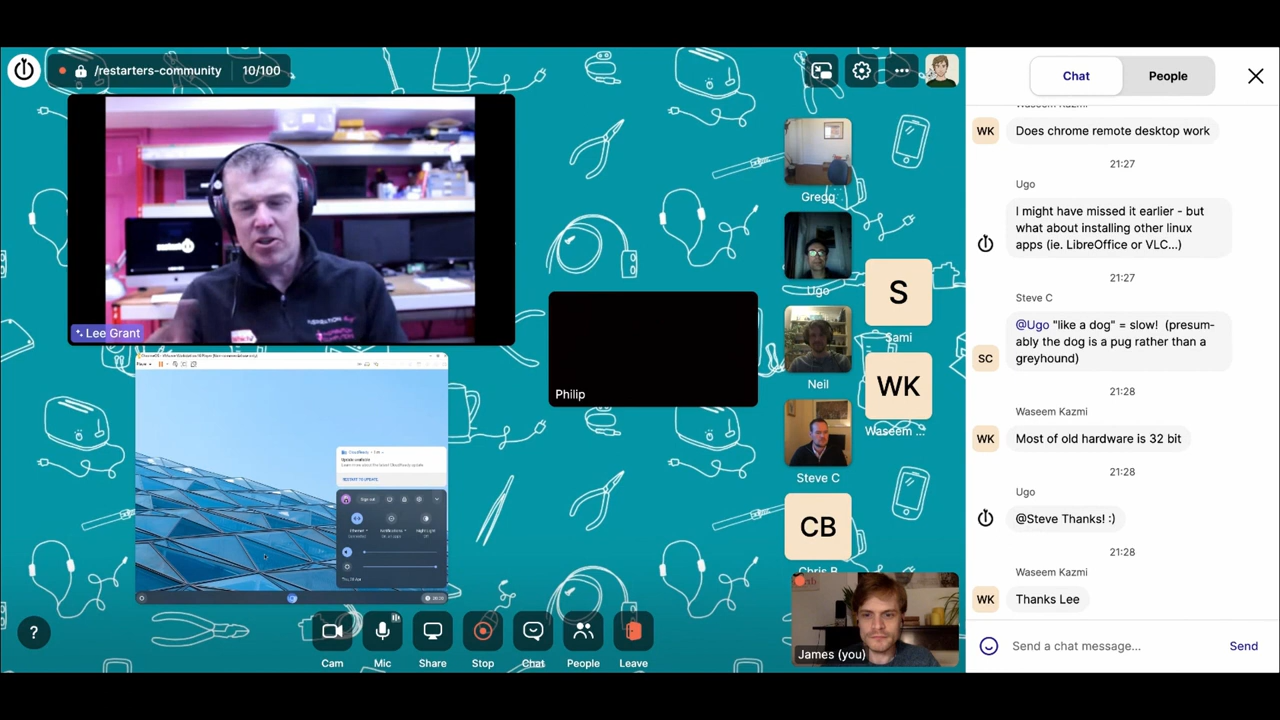 /restarters-community
10/100
Lee Grant
Philip
Gregg
Ugo
S
Sami
Neil
WK
Waseem ...
Steve C
CB
Chris B
James (you)
?
Cam
Mic
Share
Stop
Chat
People
Leave
Chat
People
Waseem Kazmi
WK
Does chrome remote desktop work
21:27
Ugo
I might have missed it earlier - but
what about installing other linux
apps (ie. LibreOffice or VLC...)
21:27
Steve C
@Ugo "like a dog" = slow! (presum-
ably the dog is a pug rather than a
greyhound)
SC
21:28
Waseem Kazmi
WK
Most of old hardware is 32 bit
21:28
Ugo
@Steve Thanks! :)
21:28
Waseem Kazmi
WK
Thanks Lee
Send a chat message...
Send